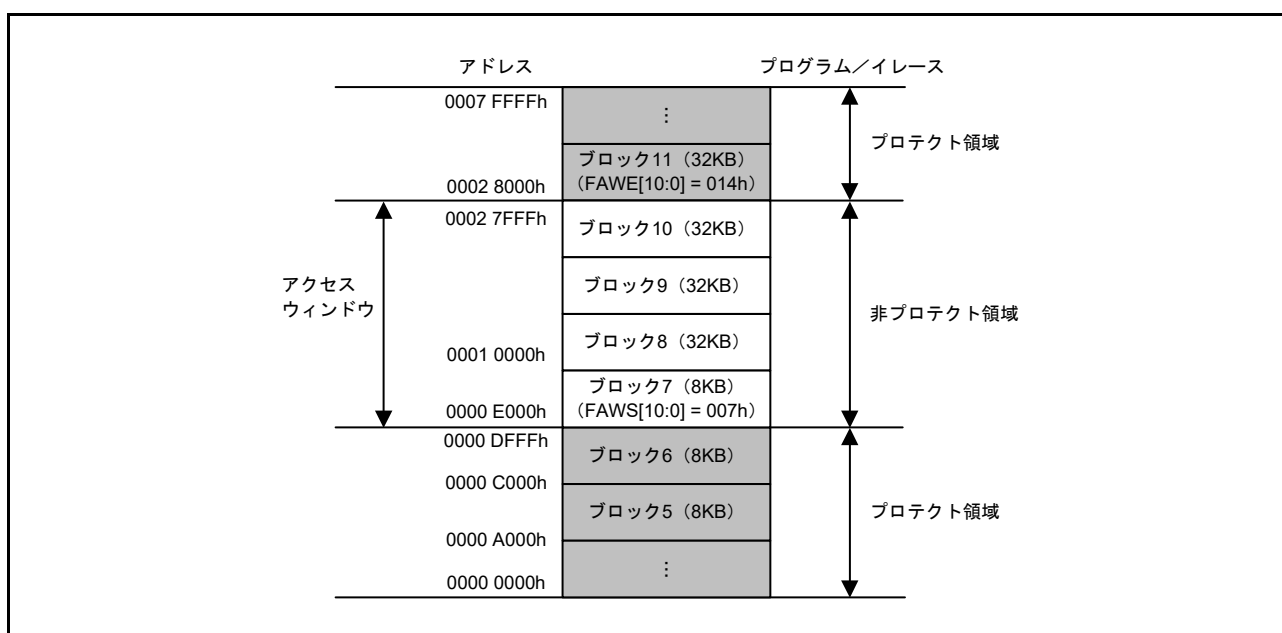 アドレス
プログラム／イレース
0007 FFFFh
⋮
プロテクト領域
ブロック11（32KB）
（FAWE[10:0] = 014h）
0002 8000h
0002 7FFFh
ブロック10（32KB）
アクセス
ウィンドウ
ブロック9（32KB）
非プロテクト領域
ブロック8（32KB）
0001 0000h
ブロック7（8KB）
（FAWS[10:0] = 007h）
0000 E000h
0000 DFFFh
ブロック6（8KB）
0000 C000h
ブロック5（8KB）
プロテクト領域
0000 A000h
⋮
0000 0000h